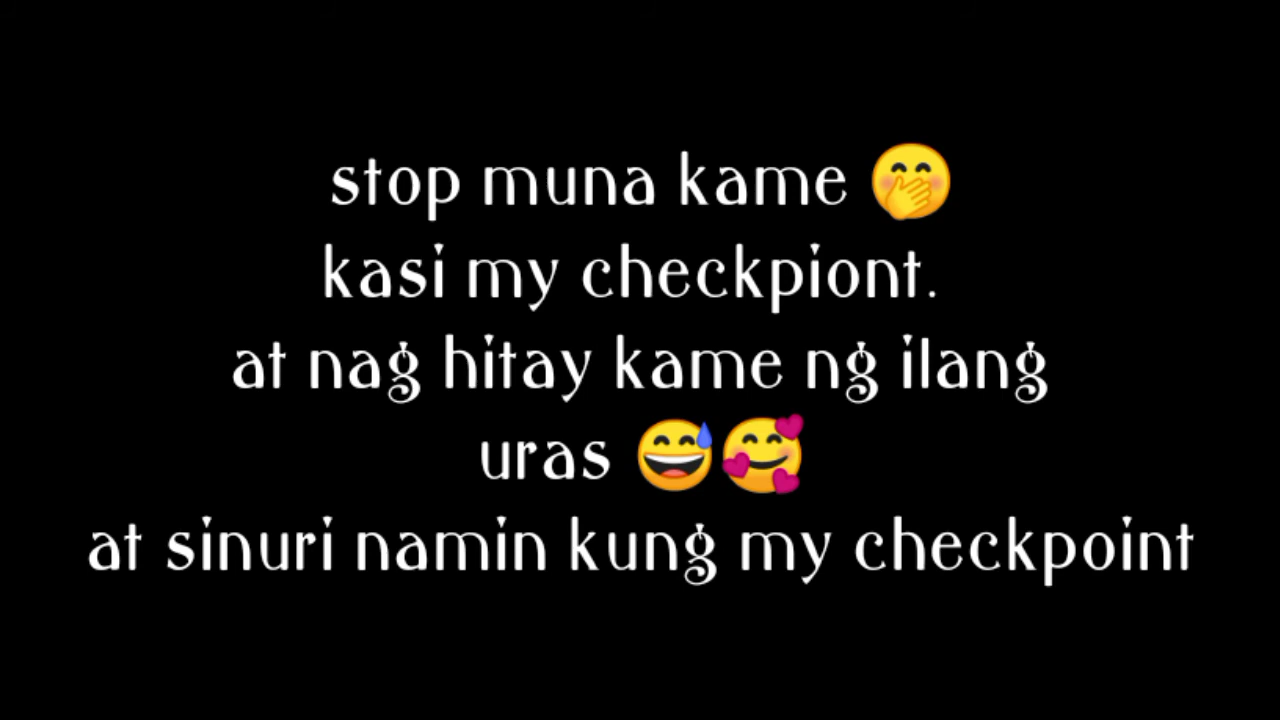 stop muna kame 🤭
kasi my checkpiont.
at nag hitay kame ng ilang
uras 😅🥰
at sinuri namin kung my checkpoint